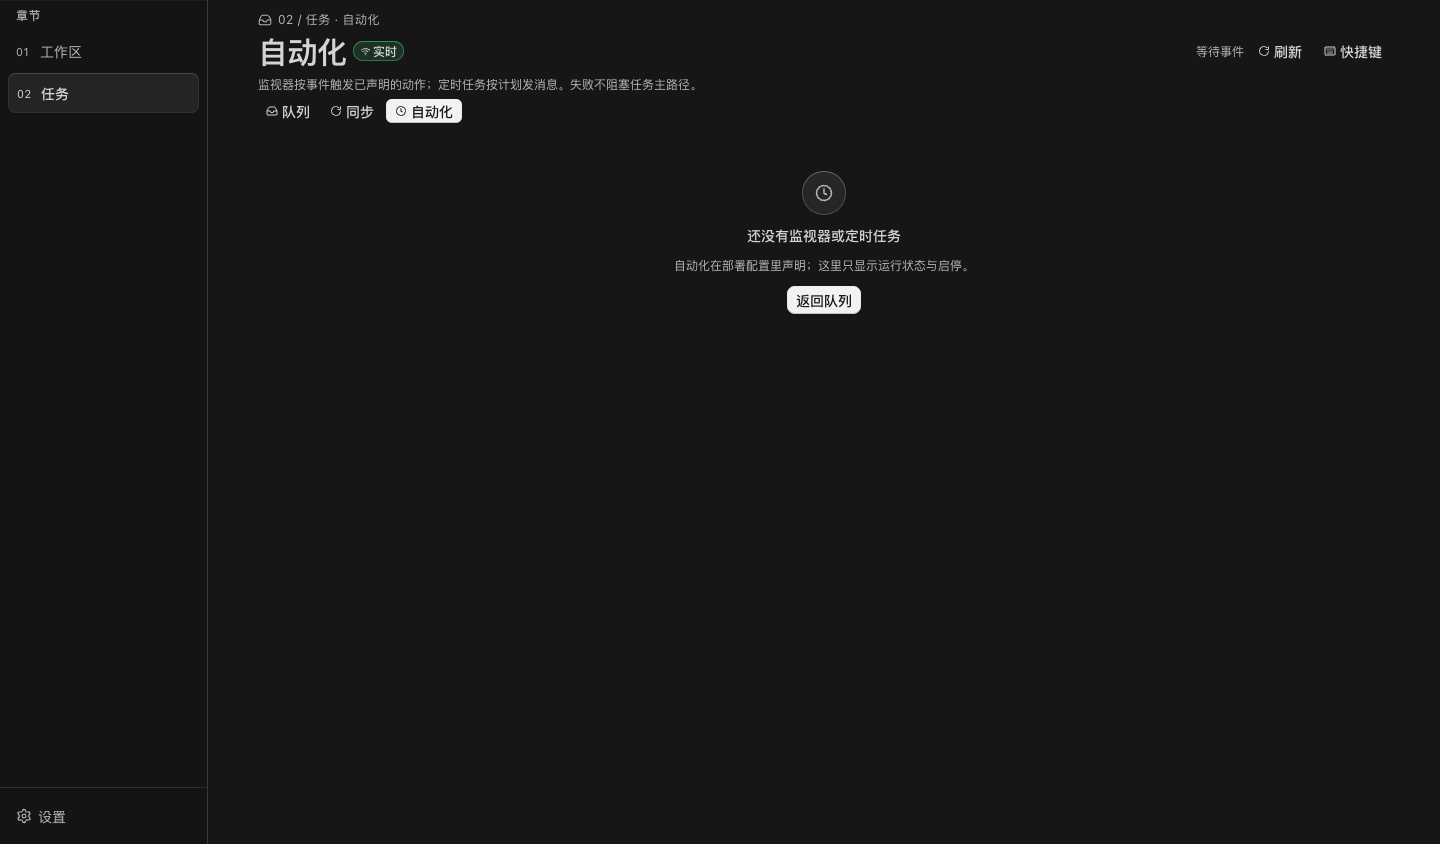 章节
01 工作区
02 任务
设置
02 / 任务 · 自动化
自动化 实时
等待事件 刷新 快捷键
监视器按事件触发已声明的动作；定时任务按计划发消息。失败不阻塞任务主路径。
队列 同步 自动化
还没有监视器或定时任务
自动化在部署配置里声明；这里只显示运行状态与启停。
返回队列